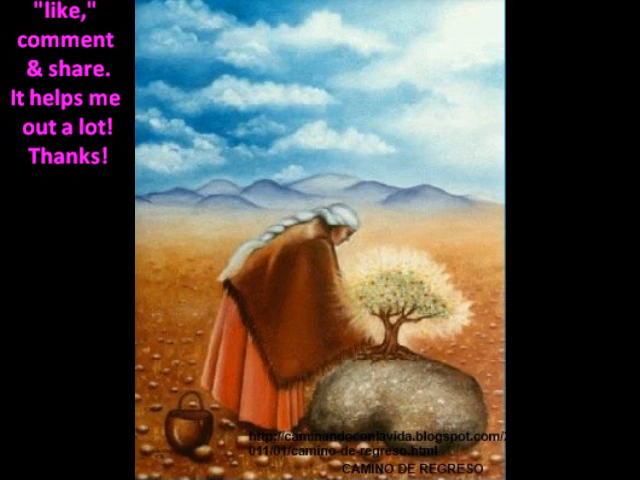 "like,"
comment
& share.
It helps me
out a lot!
Thanks!
http://caminandoconlavida.blogspot.com/2
011/01/camino-de-regreso.html
CAMINO DE REGRESO